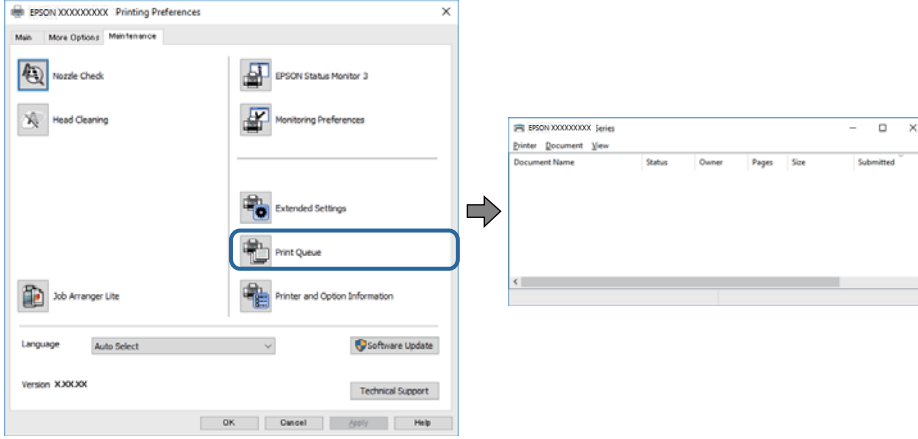 EPSON XXXXXXXXX Printing Preferences
Main More Options Maintenance
Nozzle Check
EPSON Status Monitor 3
Head Cleaning
Monitoring Preferences
Extended Settings
Print Queue
Job Arranger Lite
Printer and Option Information
Language Auto Select
Software Update
Version X.XX.XX
Technical Support
OK Cancel Apply Help
EPSON XXXXXXXXX Series
Printer Document View
Document Name Status Owner Pages Size Submitted